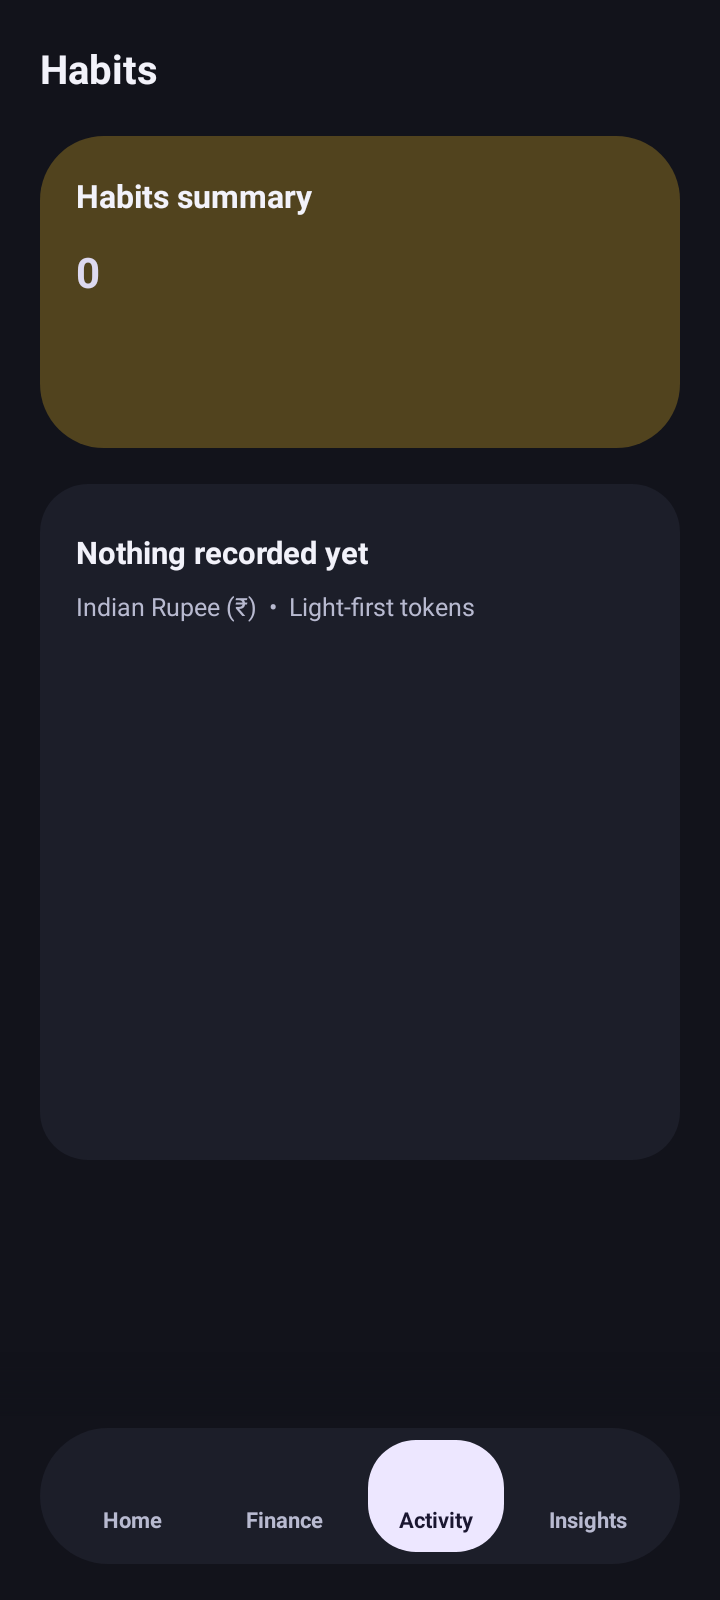 Habits
Habits summary
0
Nothing recorded yet
Indian Rupee (₹) • Light-first tokens
Home Finance Activity Insights